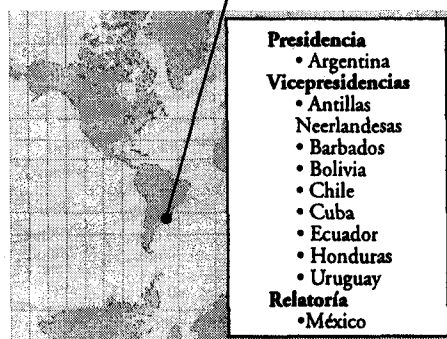 Presidencia
• Argentina
Vicepresidencias
• Antillas
Neerlandesas
• Barbados
• Bolivia
• Chile
• Cuba
• Ecuador
• Honduras
• Uruguay
Relatoría
•México